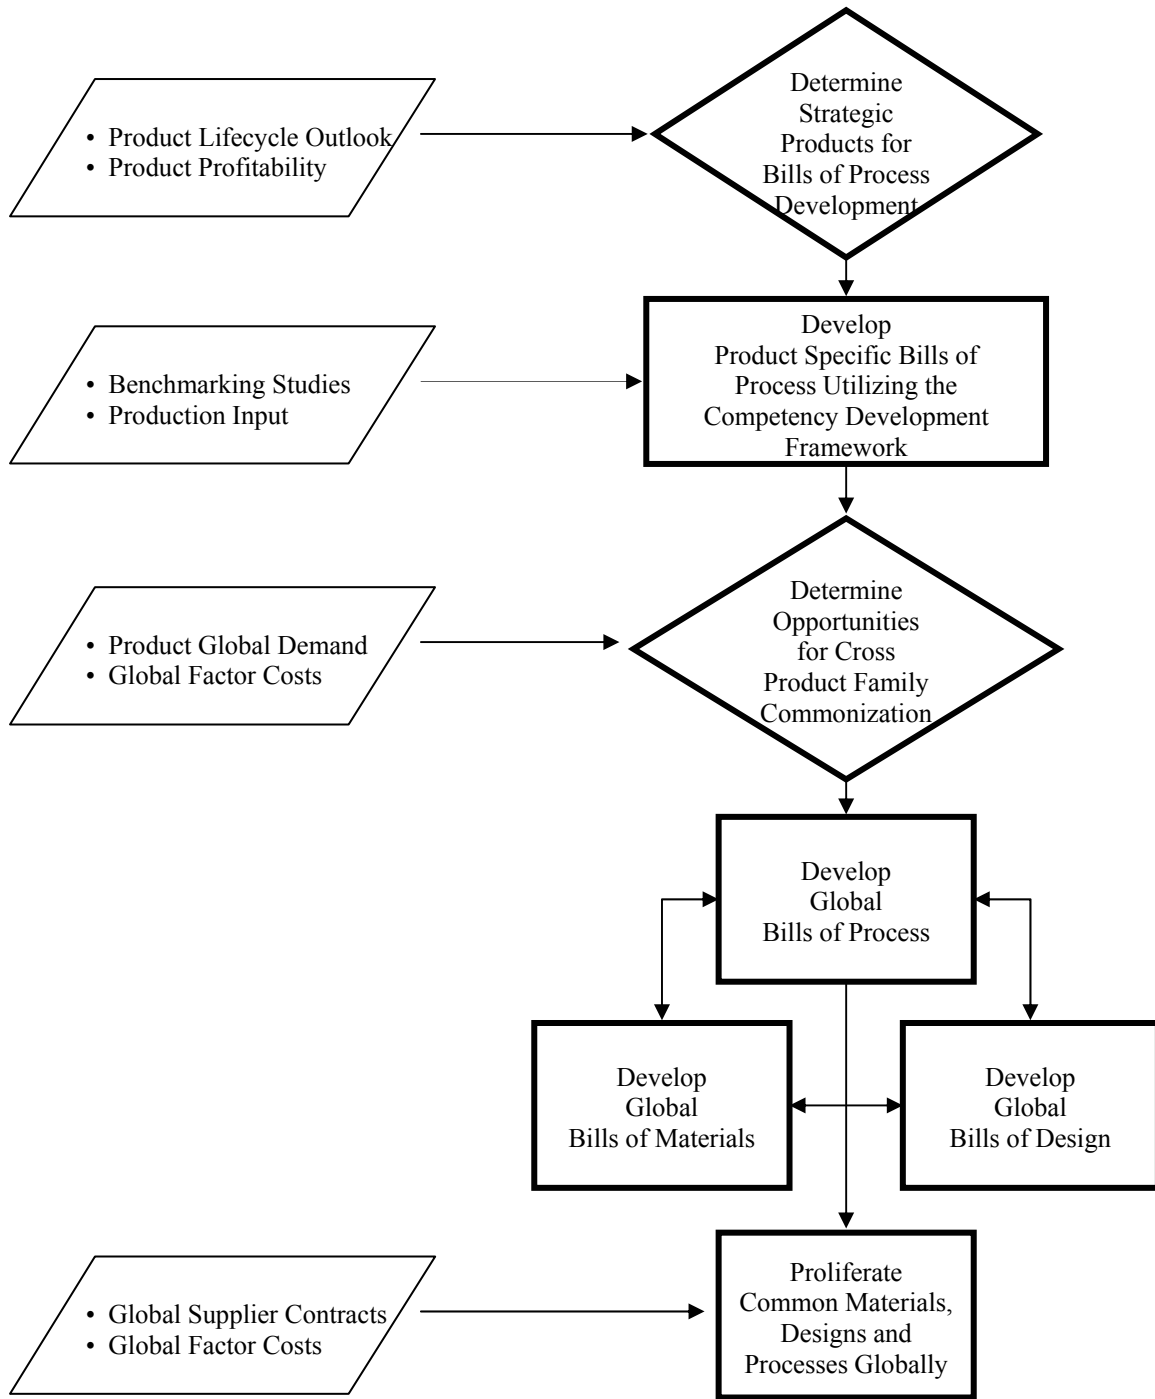 • Product Lifecycle Outlook
• Product Profitability
Determine
Strategic
Products for
Bills of Process
Development
• Benchmarking Studies
• Production Input
Develop
Product Specific Bills of
Process Utilizing the
Competency Development
Framework
• Product Global Demand
• Global Factor Costs
Determine
Opportunities
for Cross
Product Family
Commonization
Develop
Global
Bills of Process
Develop
Global
Bills of Materials
Develop
Global
Bills of Design
• Global Supplier Contracts
• Global Factor Costs
Proliferate
Common Materials,
Designs and
Processes Globally